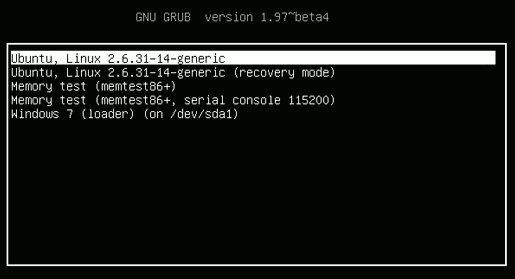 GNU GRUB  version 1.97~beta4
Ubuntu, Linux 2.6.31-14-generic
Ubuntu, Linux 2.6.31-14-generic (recovery mode)
Memory test (memtest86+)
Memory test (memtest86+, serial console 115200)
Windows 7 (loader) (on /dev/sda1)